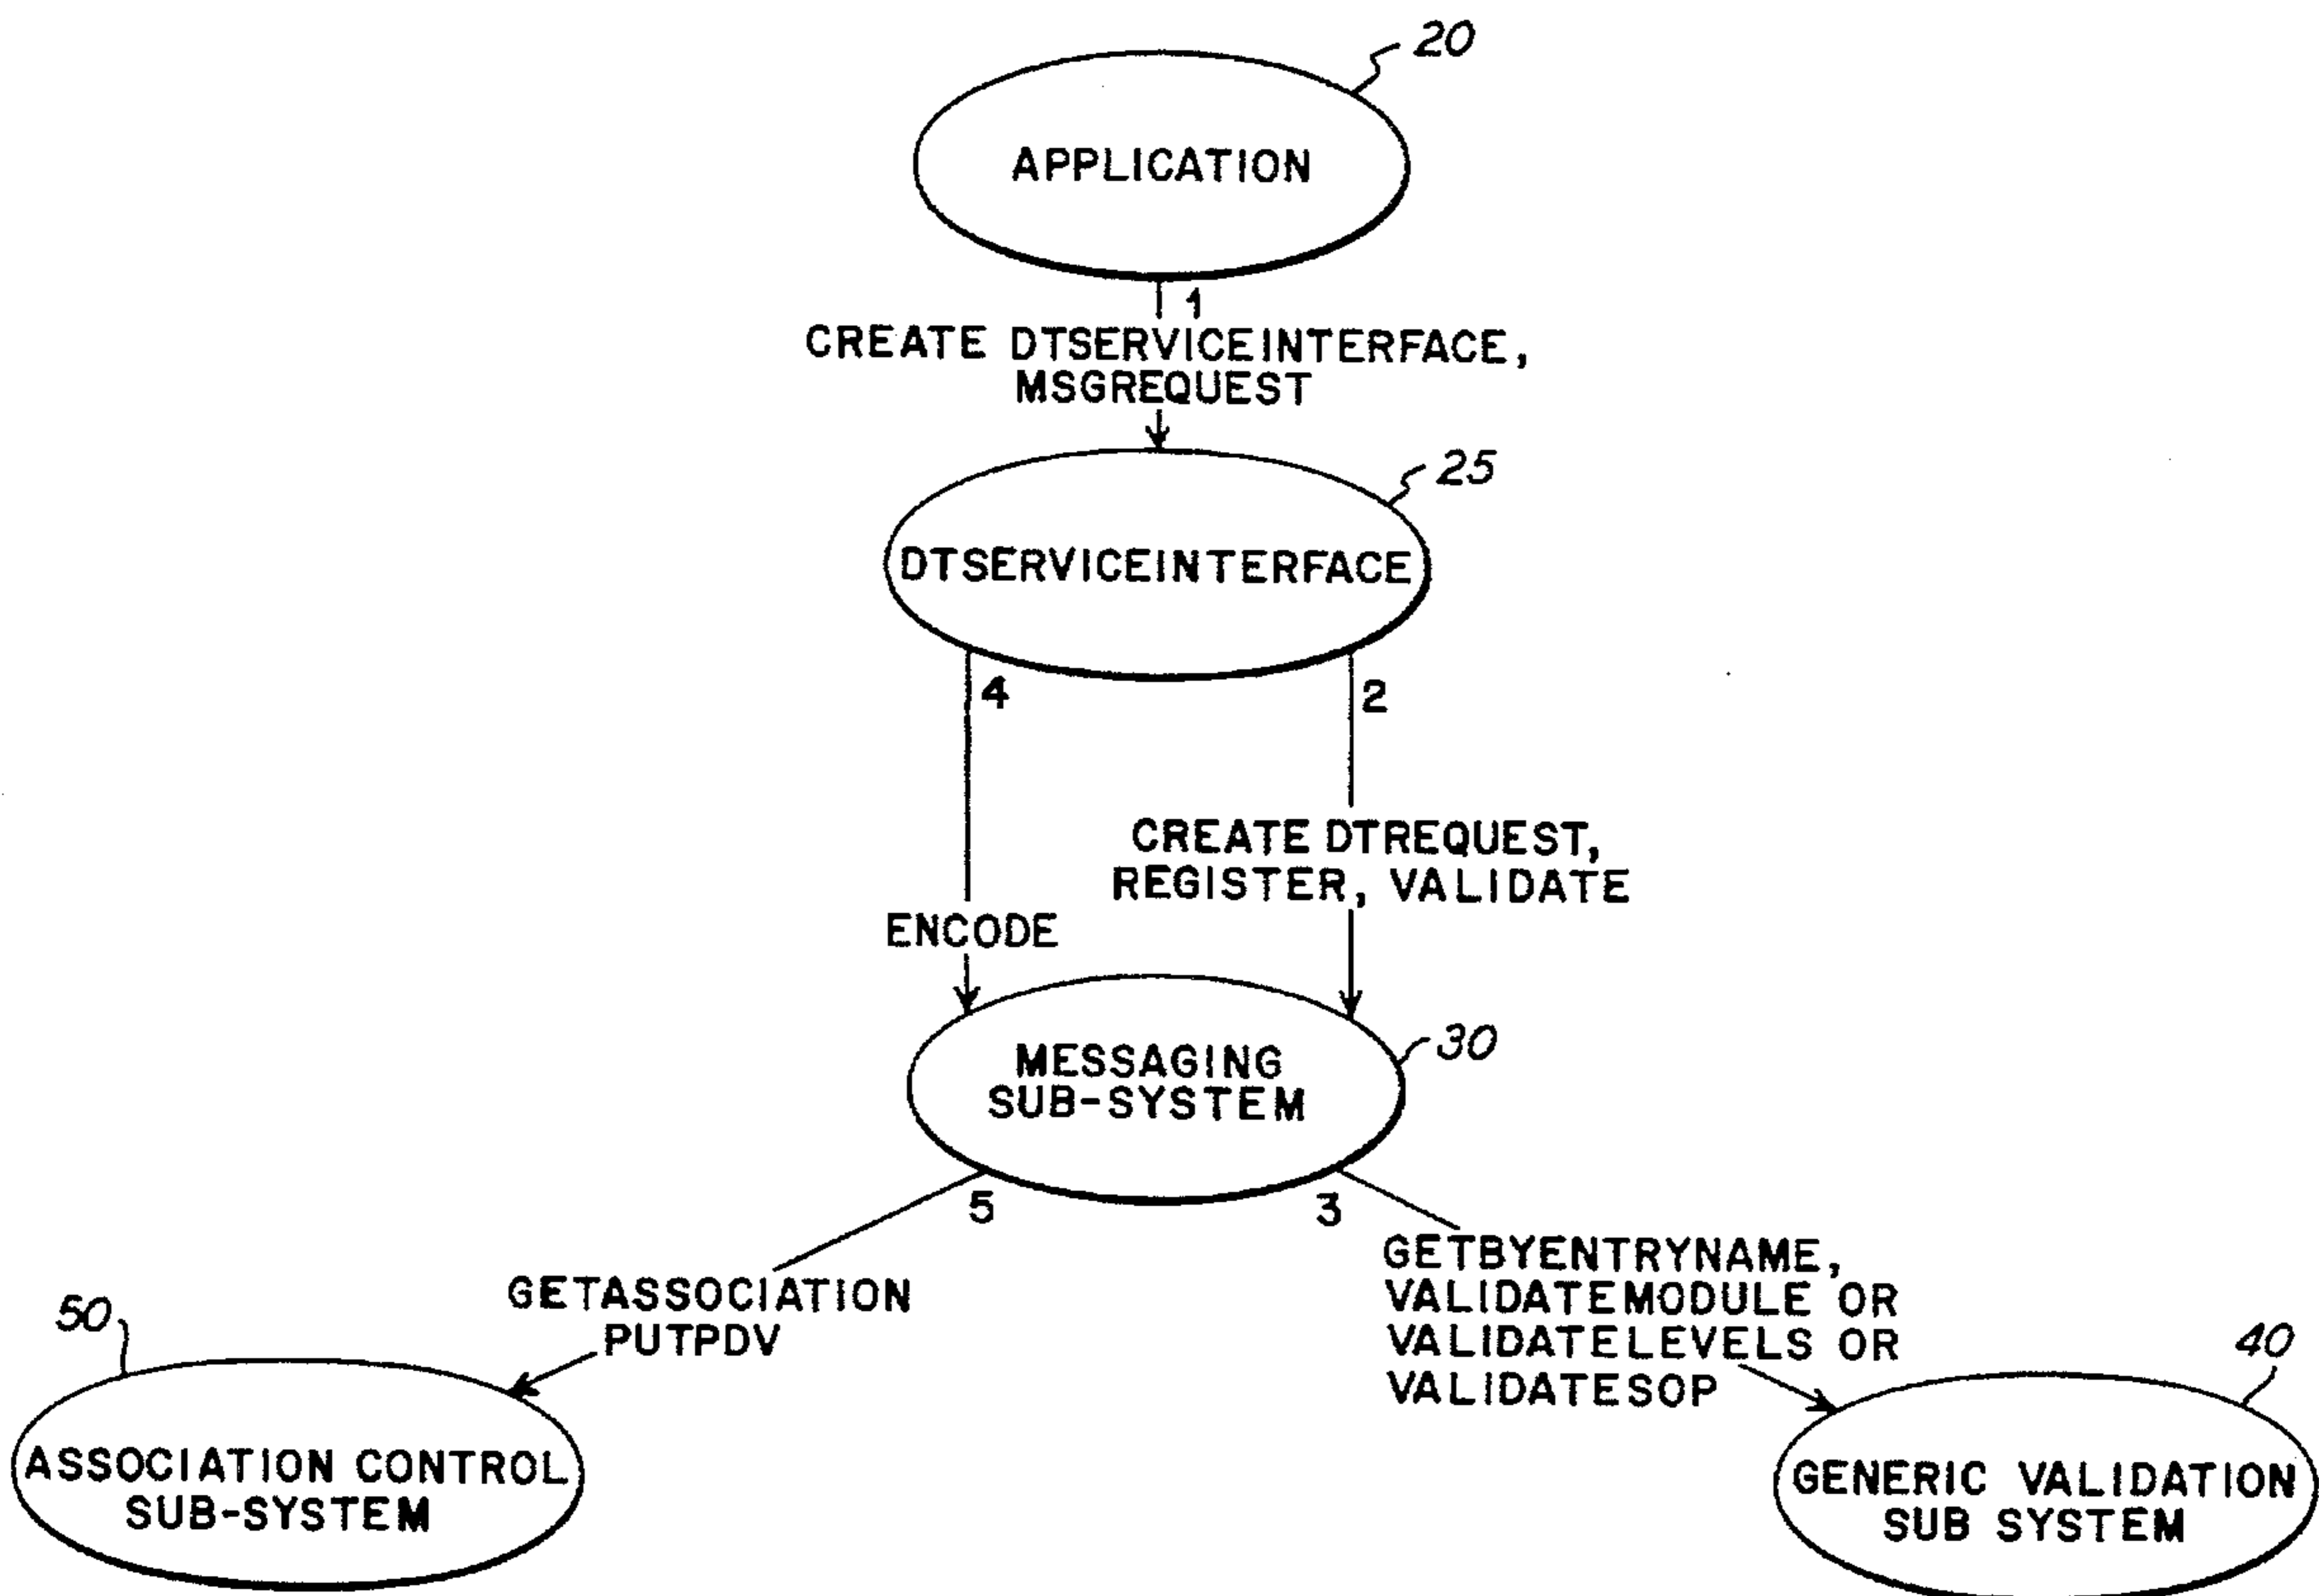 20
APPLICATION
1
CREATE DTSERVICEINTERFACE,
MSGREQUEST
25
DTSERVICEINTERFACE
4
2
CREATE DTREQUEST,
REGISTER, VALIDATE
ENCODE
30
MESSAGING
SUB-SYSTEM
5
3
GETBYENTRYNAME,
VALIDATEMODULE OR
VALIDATELEVELS OR
VALIDATESOP
GETASSOCIATION
PUTPDV
50
40
ASSOCIATION CONTROL
SUB-SYSTEM
GENERIC VALIDATION
SUB SYSTEM